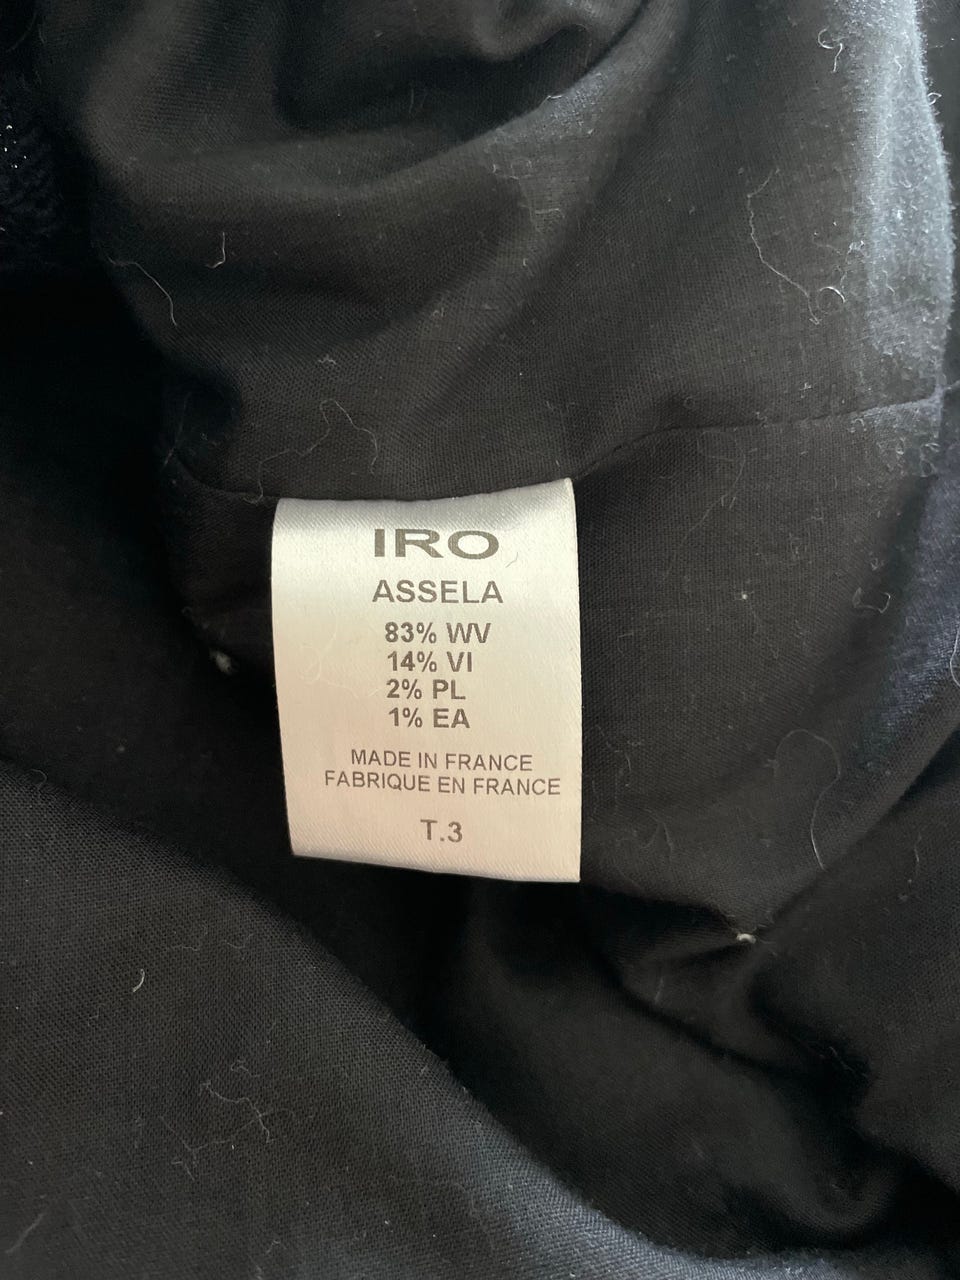 IRO
ASSELA
83% WV
14% VI
2% PL
1% EA
MADE IN FRANCE
FABRIQUE EN FRANCE
T.3